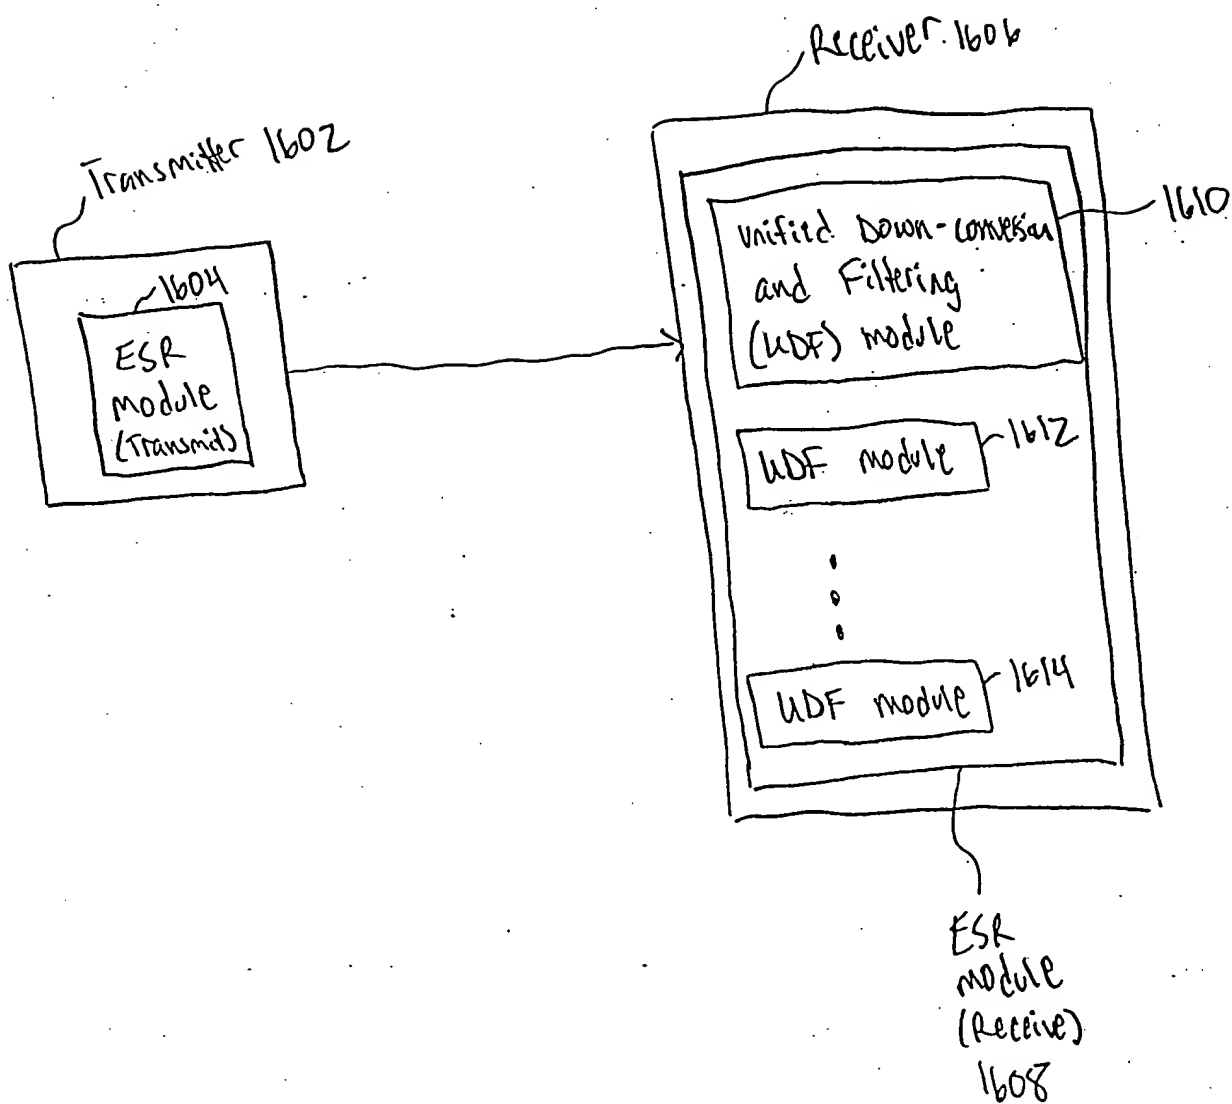 Receiver 1606
Transmitter 1602
1604
ESR
module
(Transmit)
1610
Unified Down-conversion
and Filtering
(UDF) module
1612
UDF module
1614
UDF module
ESR
module
(Receive)
1608